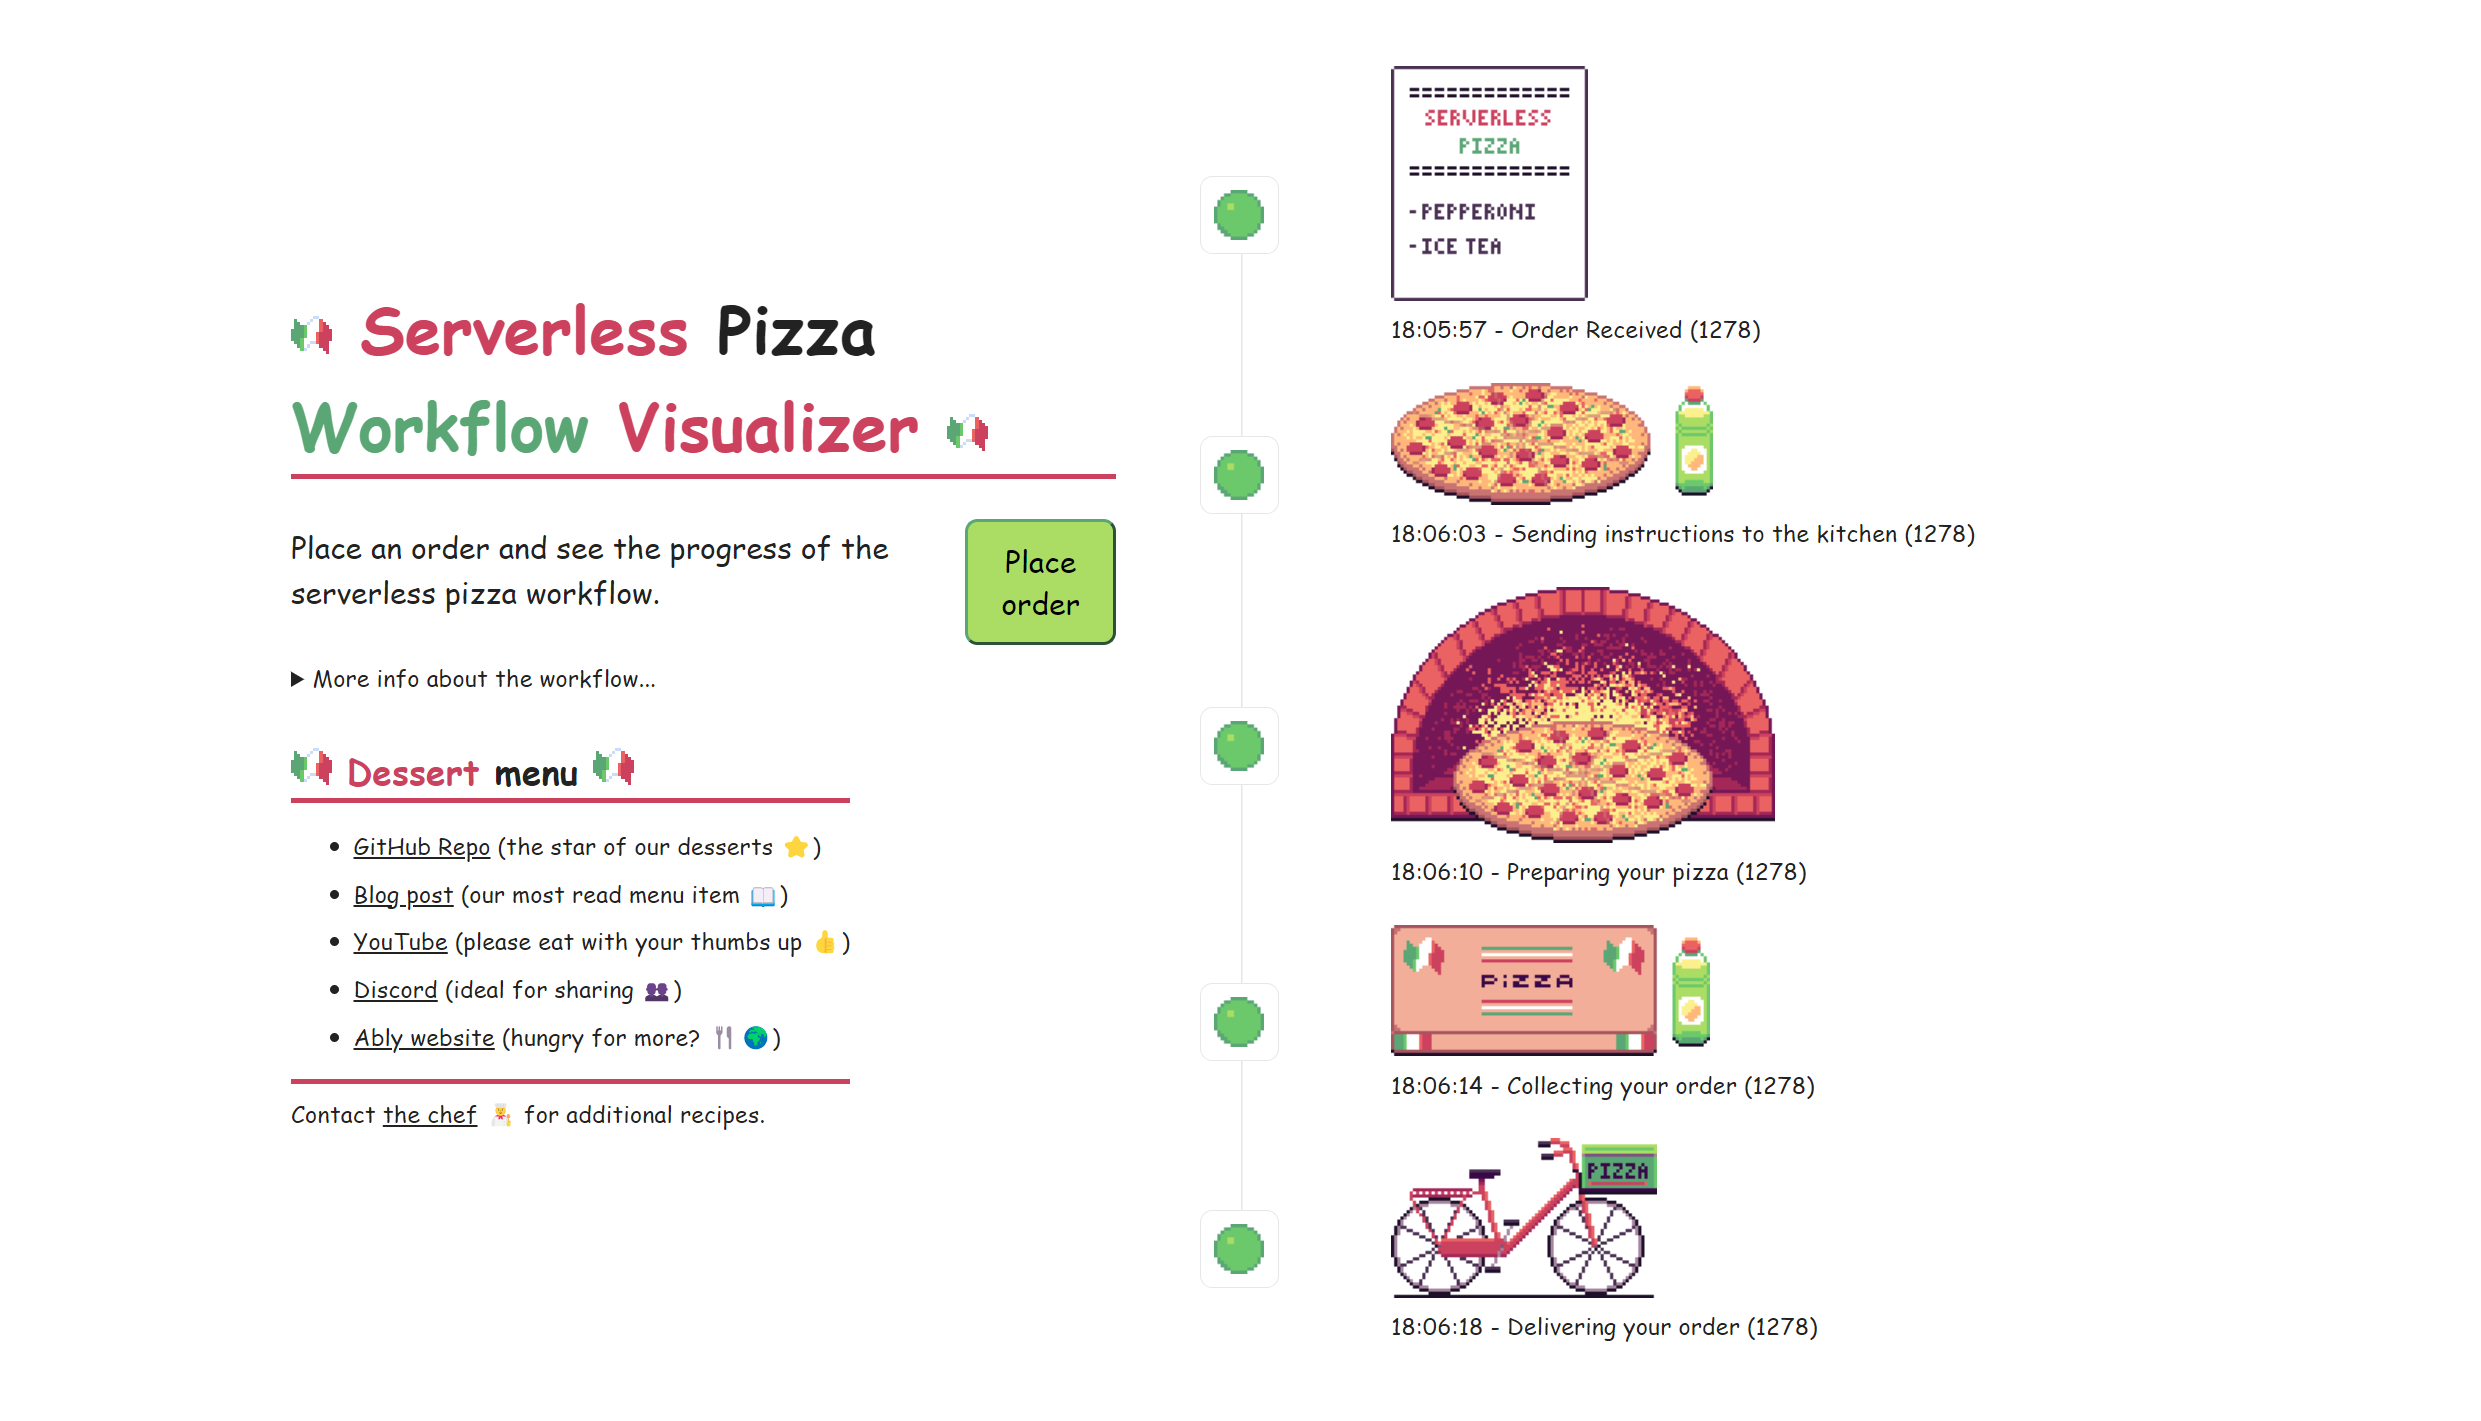 Serverless Pizza
Workflow Visualizer
Place an order and see the progress of the
serverless pizza workflow.
Place
order
More info about the workflow...
Dessert menu
GitHub Repo (the star of our desserts ⭐)
Blog post (our most read menu item 📖)
YouTube (please eat with your thumbs up 👍)
Discord (ideal for sharing 👥)
Ably website (hungry for more? 🍴🌍)
Contact the chef 🧑‍🍳 for additional recipes.
=============
SERVERLESS
PIZZA
=============
-PEPPERONI
-ICE TEA
18:05:57 - Order Received (1278)
18:06:03 - Sending instructions to the kitchen (1278)
18:06:10 - Preparing your pizza (1278)
PiZZA
18:06:14 - Collecting your order (1278)
PIZZA
18:06:18 - Delivering your order (1278)